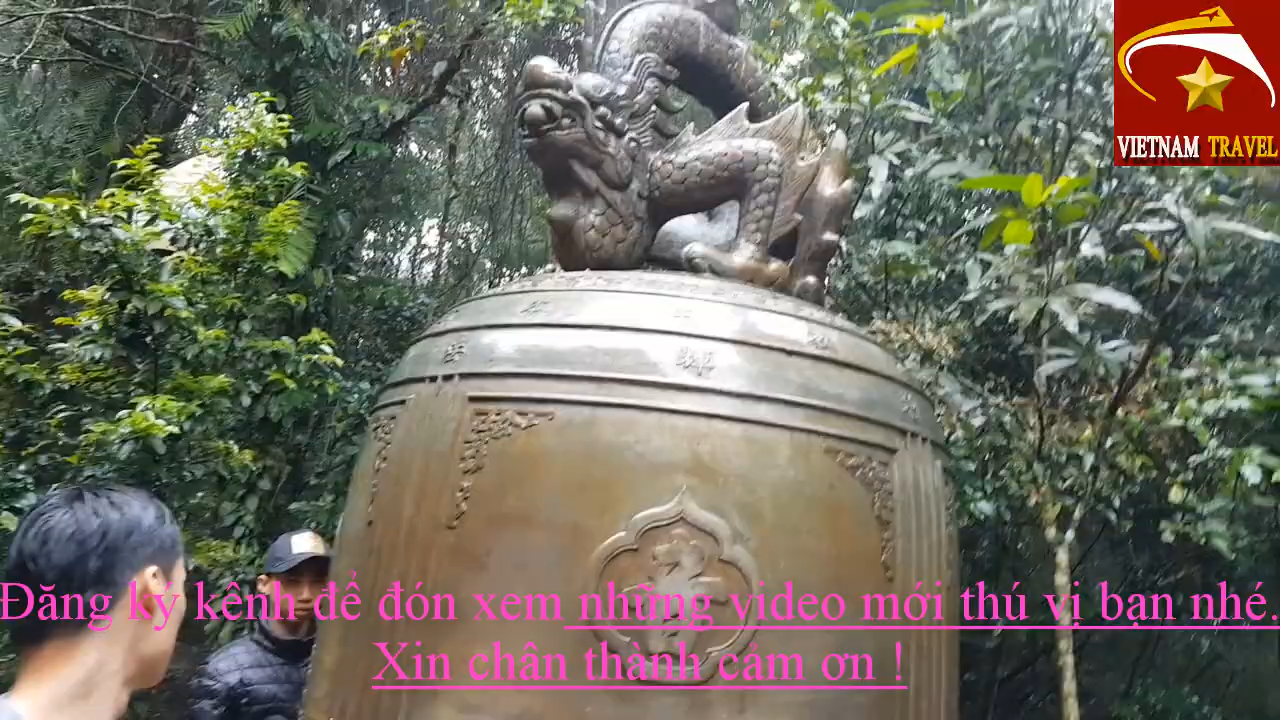 VIETNAM TRAVEL
Đăng ký kênh để đón xem những video mới thú vị bạn nhé.
Xin chân thành cảm ơn !